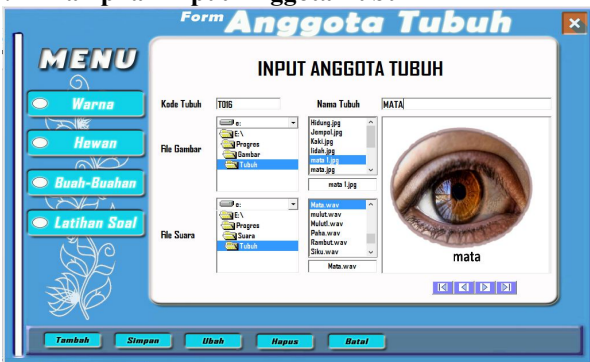 Form Anggota Tubuh
MENU
Warna
Hewan
Buah-Buahan
Latihan Soal
INPUT ANGGOTA TUBUH
Kode Tubuh T016 Nama Tubuh MATA
File Gambar
e:
E:\
Progres
Gambar
Tubuh
Hidung.jpg
Jempol.jpg
Kaki.jpg
lidah.jpg
mata 1.jpg
mata.jpg
mata 1.jpg
File Suara
e:
E:\
Progres
Suara
Tubuh
Mata.wav
mulut.wav
Mulut1.wav
Paha.wav
Rambut.wav
Siku.wav
Mata.wav
mata
Tambah Simpan Ubah Hapus Batal